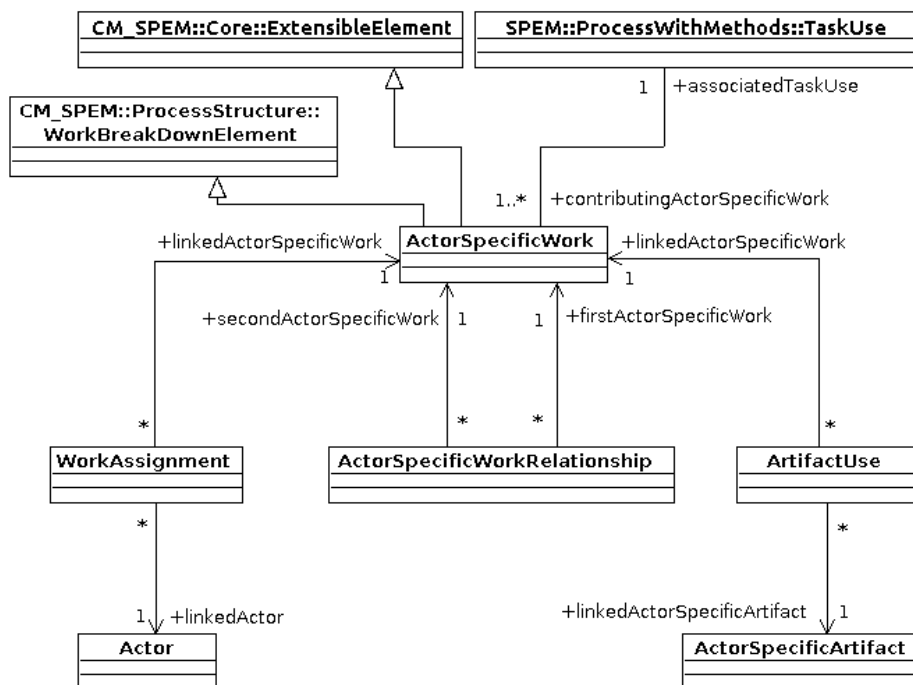 CM_SPEM::Core::ExtensibleElement
SPEM::ProcessWithMethods::TaskUse
1
+associatedTaskUse
CM_SPEM::ProcessStructure::
WorkBreakDownElement
1..*
+contributingActorSpecificWork
+linkedActorSpecificWork
ActorSpecificWork
+linkedActorSpecificWork
1
1
+secondActorSpecificWork
1
1
+firstActorSpecificWork
*
*
*
*
WorkAssignment
ActorSpecificWorkRelationship
ArtifactUse
*
*
1
+linkedActor
+linkedActorSpecificArtifact
1
Actor
ActorSpecificArtifact